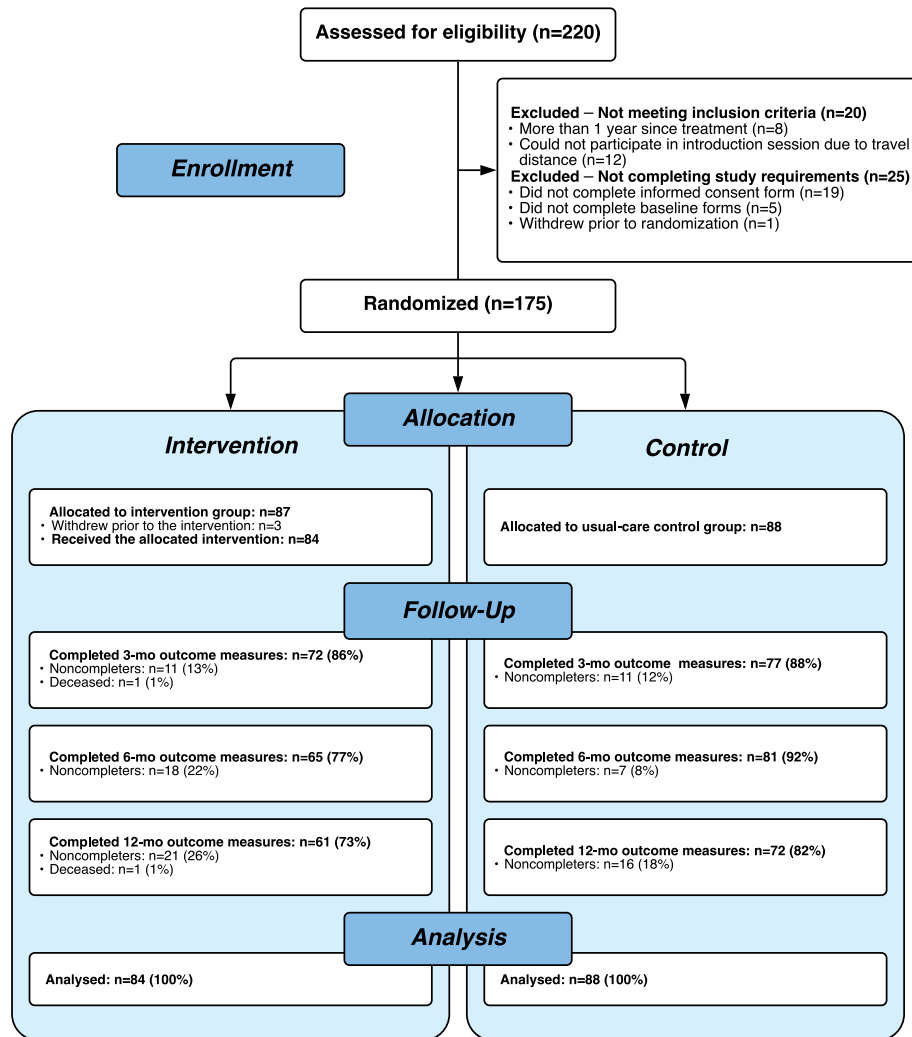 Assessed for eligibility (n=220)
Excluded – Not meeting inclusion criteria (n=20)
• More than 1 year since treatment (n=8)
• Could not participate in introduction session due to travel
distance (n=12)
Excluded – Not completing study requirements (n=25)
• Did not complete informed consent form (n=19)
• Did not complete baseline forms (n=5)
• Withdrew prior to randomization (n=1)
Enrollment
Randomized (n=175)
Allocation
Intervention
Control
Allocated to intervention group: n=87
• Withdrew prior to the intervention: n=3
• Received the allocated intervention: n=84
Allocated to usual-care control group: n=88
Follow-Up
Completed 3-mo outcome measures: n=72 (86%)
• Noncompleters: n=11 (13%)
• Deceased: n=1 (1%)
Completed 3-mo outcome measures: n=77 (88%)
• Noncompleters: n=11 (12%)
Completed 6-mo outcome measures: n=65 (77%)
• Noncompleters: n=18 (22%)
Completed 6-mo outcome measures: n=81 (92%)
• Noncompleters: n=7 (8%)
Completed 12-mo outcome measures: n=61 (73%)
• Noncompleters: n=21 (26%)
• Deceased: n=1 (1%)
Completed 12-mo outcome measures: n=72 (82%)
• Noncompleters: n=16 (18%)
Analysis
Analysed: n=84 (100%)
Analysed: n=88 (100%)